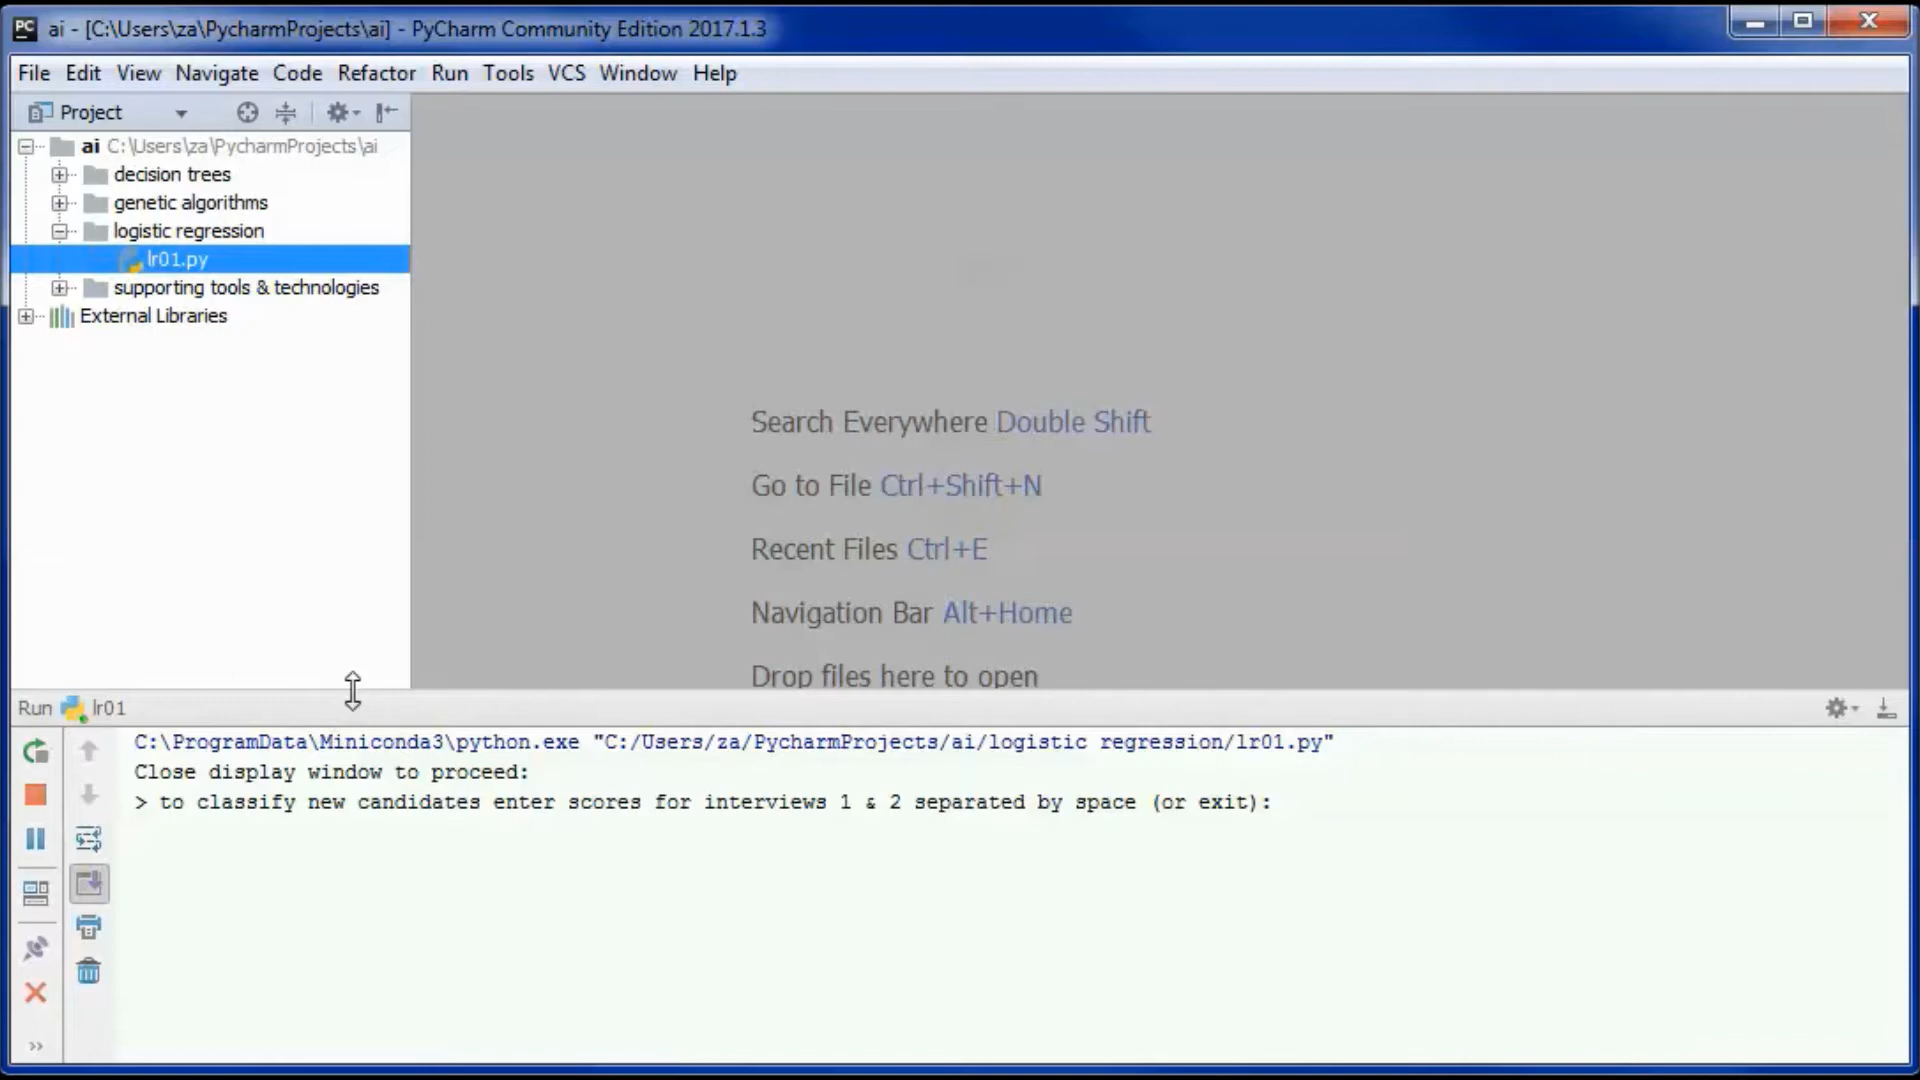 PC ai - [C:\Users\za\PycharmProjects\ai] - PyCharm Community Edition 2017.1.3
File Edit View Navigate Code Refactor Run Tools VCS Window Help
Project
ai C:\Users\za\PycharmProjects\ai
decision trees
genetic algorithms
logistic regression
lr01.py
supporting tools & technologies
External Libraries
Search Everywhere Double Shift
Go to File Ctrl+Shift+N
Recent Files Ctrl+E
Navigation Bar Alt+Home
Drop files here to open
Run lr01
C:\ProgramData\Miniconda3\python.exe "C:/Users/za/PycharmProjects/ai/logistic regression/lr01.py"
Close display window to proceed:
> to classify new candidates enter scores for interviews 1 & 2 separated by space (or exit):